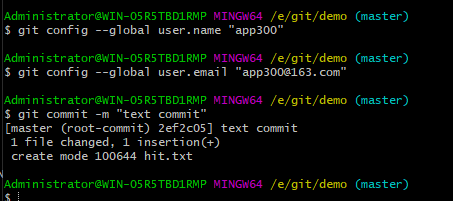 Administrator@WIN-O5R5TBD1RMP MINGW64 /e/git/demo (master)
$ git config --global user.name "app300"
Administrator@WIN-O5R5TBD1RMP MINGW64 /e/git/demo (master)
$ git config --global user.email "app300@163.com"
Administrator@WIN-O5R5TBD1RMP MINGW64 /e/git/demo (master)
$ git commit -m "text commit"
[master (root-commit) 2ef2c05] text commit
1 file changed, 1 insertion(+)
create mode 100644 hit.txt
Administrator@WIN-O5R5TBD1RMP MINGW64 /e/git/demo (master)
$